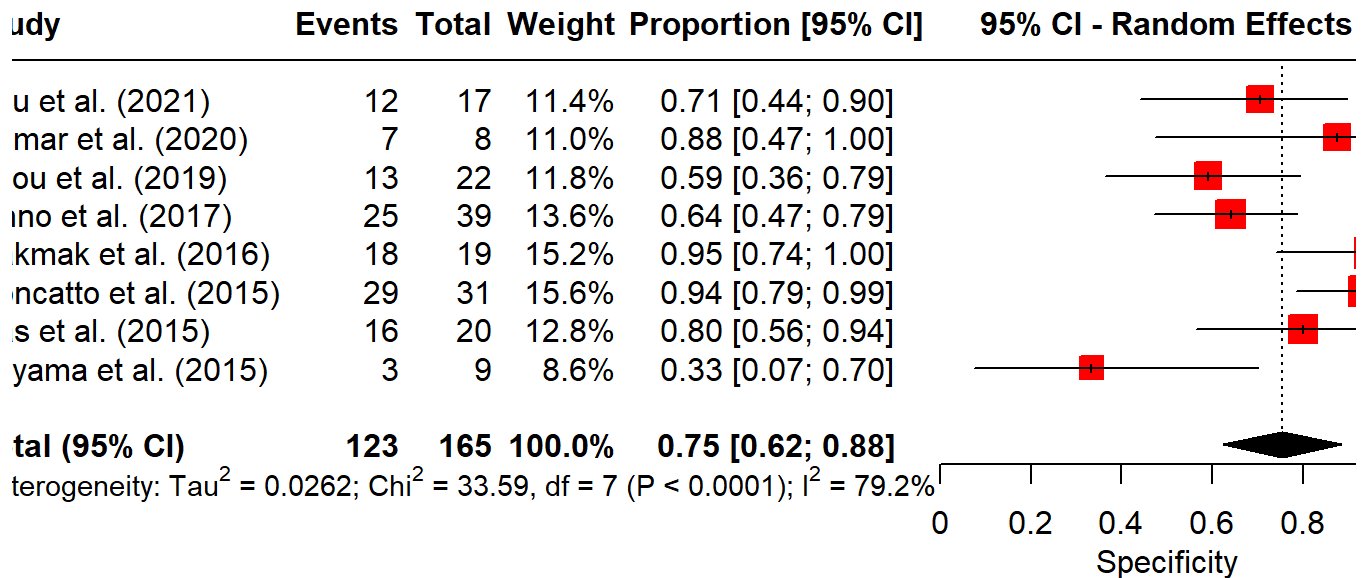 udy Events Total Weight Proportion [95% CI] 95% CI - Random Effects
u et al. (2021) 12 17 11.4% 0.71 [0.44; 0.90]
mar et al. (2020) 7 8 11.0% 0.88 [0.47; 1.00]
ou et al. (2019) 13 22 11.8% 0.59 [0.36; 0.79]
nno et al. (2017) 25 39 13.6% 0.64 [0.47; 0.79]
akmak et al. (2016) 18 19 15.2% 0.95 [0.74; 1.00]
oncatto et al. (2015) 29 31 15.6% 0.94 [0.79; 0.99]
as et al. (2015) 16 20 12.8% 0.80 [0.56; 0.94]
yama et al. (2015) 3 9 8.6% 0.33 [0.07; 0.70]
tal (95% CI) 123 165 100.0% 0.75 [0.62; 0.88]
terogeneity: Tau² = 0.0262; Chi² = 33.59, df = 7 (P < 0.0001); I² = 79.2%
0 0.2 0.4 0.6 0.8
Specificity